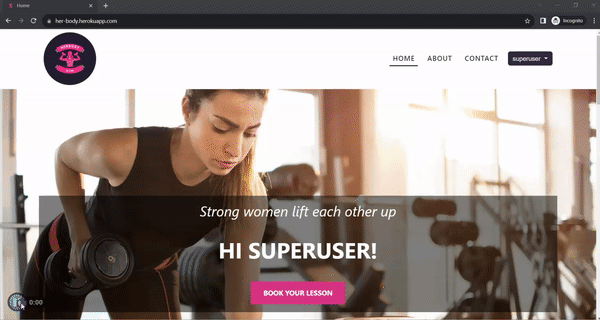 Home
her-body.herokuapp.com
Incognito
HERBODY
GYM
HOME
ABOUT
CONTACT
superuser
Strong women lift each other up
HI SUPERUSER!
BOOK YOUR LESSON
0:00